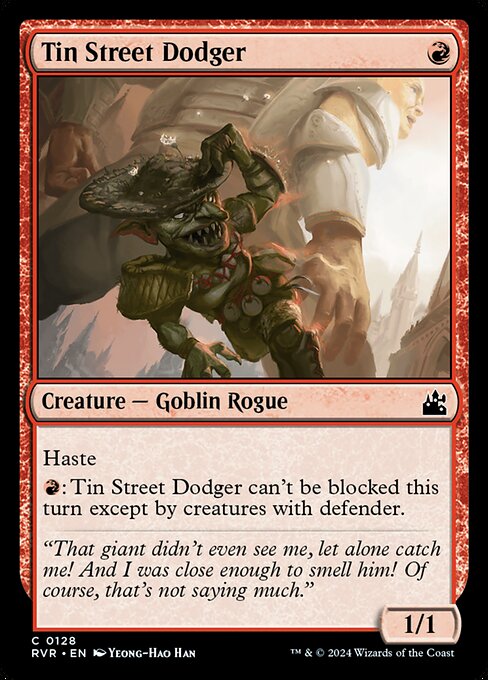 Tin Street Dodger
Creature — Goblin Rogue
Haste
: Tin Street Dodger can't be blocked this
turn except by creatures with defender.
“That giant didn't even see me, let alone catch
me! And I was close enough to smell him! Of
course, that's not saying much.”
1/1
C 0128
RVR • EN Yeong-Hao Han
™ & © 2024 Wizards of the Coast